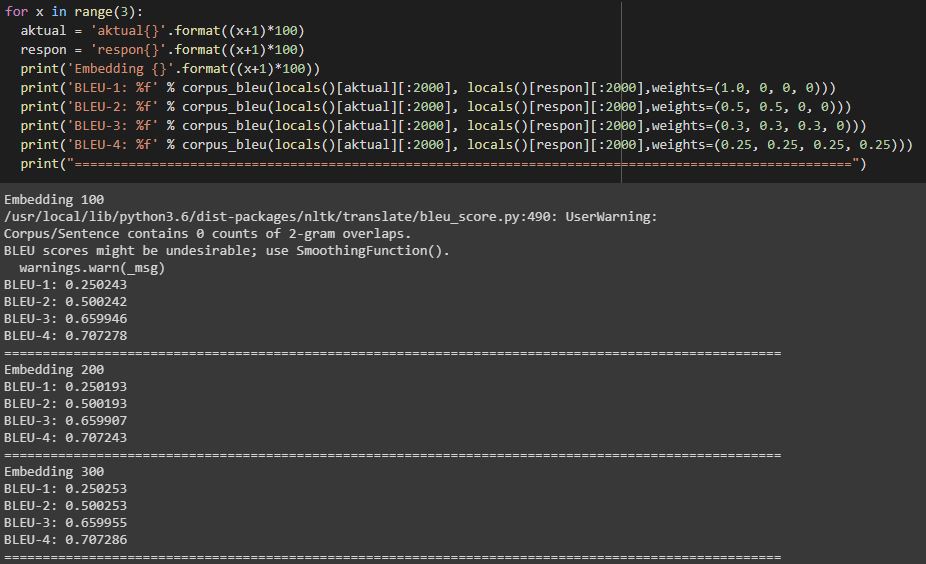 for x in range(3):
  aktual = 'aktual{}'.format((x+1)*100)
  respon = 'respon{}'.format((x+1)*100)
  print('Embedding {}'.format((x+1)*100))
  print('BLEU-1: %f' % corpus_bleu(locals()[aktual][:2000], locals()[respon][:2000],weights=(1.0, 0, 0, 0)))
  print('BLEU-2: %f' % corpus_bleu(locals()[aktual][:2000], locals()[respon][:2000],weights=(0.5, 0.5, 0, 0)))
  print('BLEU-3: %f' % corpus_bleu(locals()[aktual][:2000], locals()[respon][:2000],weights=(0.3, 0.3, 0.3, 0)))
  print('BLEU-4: %f' % corpus_bleu(locals()[aktual][:2000], locals()[respon][:2000],weights=(0.25, 0.25, 0.25, 0.25)))
  print("=====================================================================================================")
Embedding 100
/usr/local/lib/python3.6/dist-packages/nltk/translate/bleu_score.py:490: UserWarning:
Corpus/Sentence contains 0 counts of 2-gram overlaps.
BLEU scores might be undesirable; use SmoothingFunction().
  warnings.warn(_msg)
BLEU-1: 0.250243
BLEU-2: 0.500242
BLEU-3: 0.659946
BLEU-4: 0.707278
=====================================================================================================
Embedding 200
BLEU-1: 0.250193
BLEU-2: 0.500193
BLEU-3: 0.659907
BLEU-4: 0.707243
=====================================================================================================
Embedding 300
BLEU-1: 0.250253
BLEU-2: 0.500253
BLEU-3: 0.659955
BLEU-4: 0.707286
=====================================================================================================